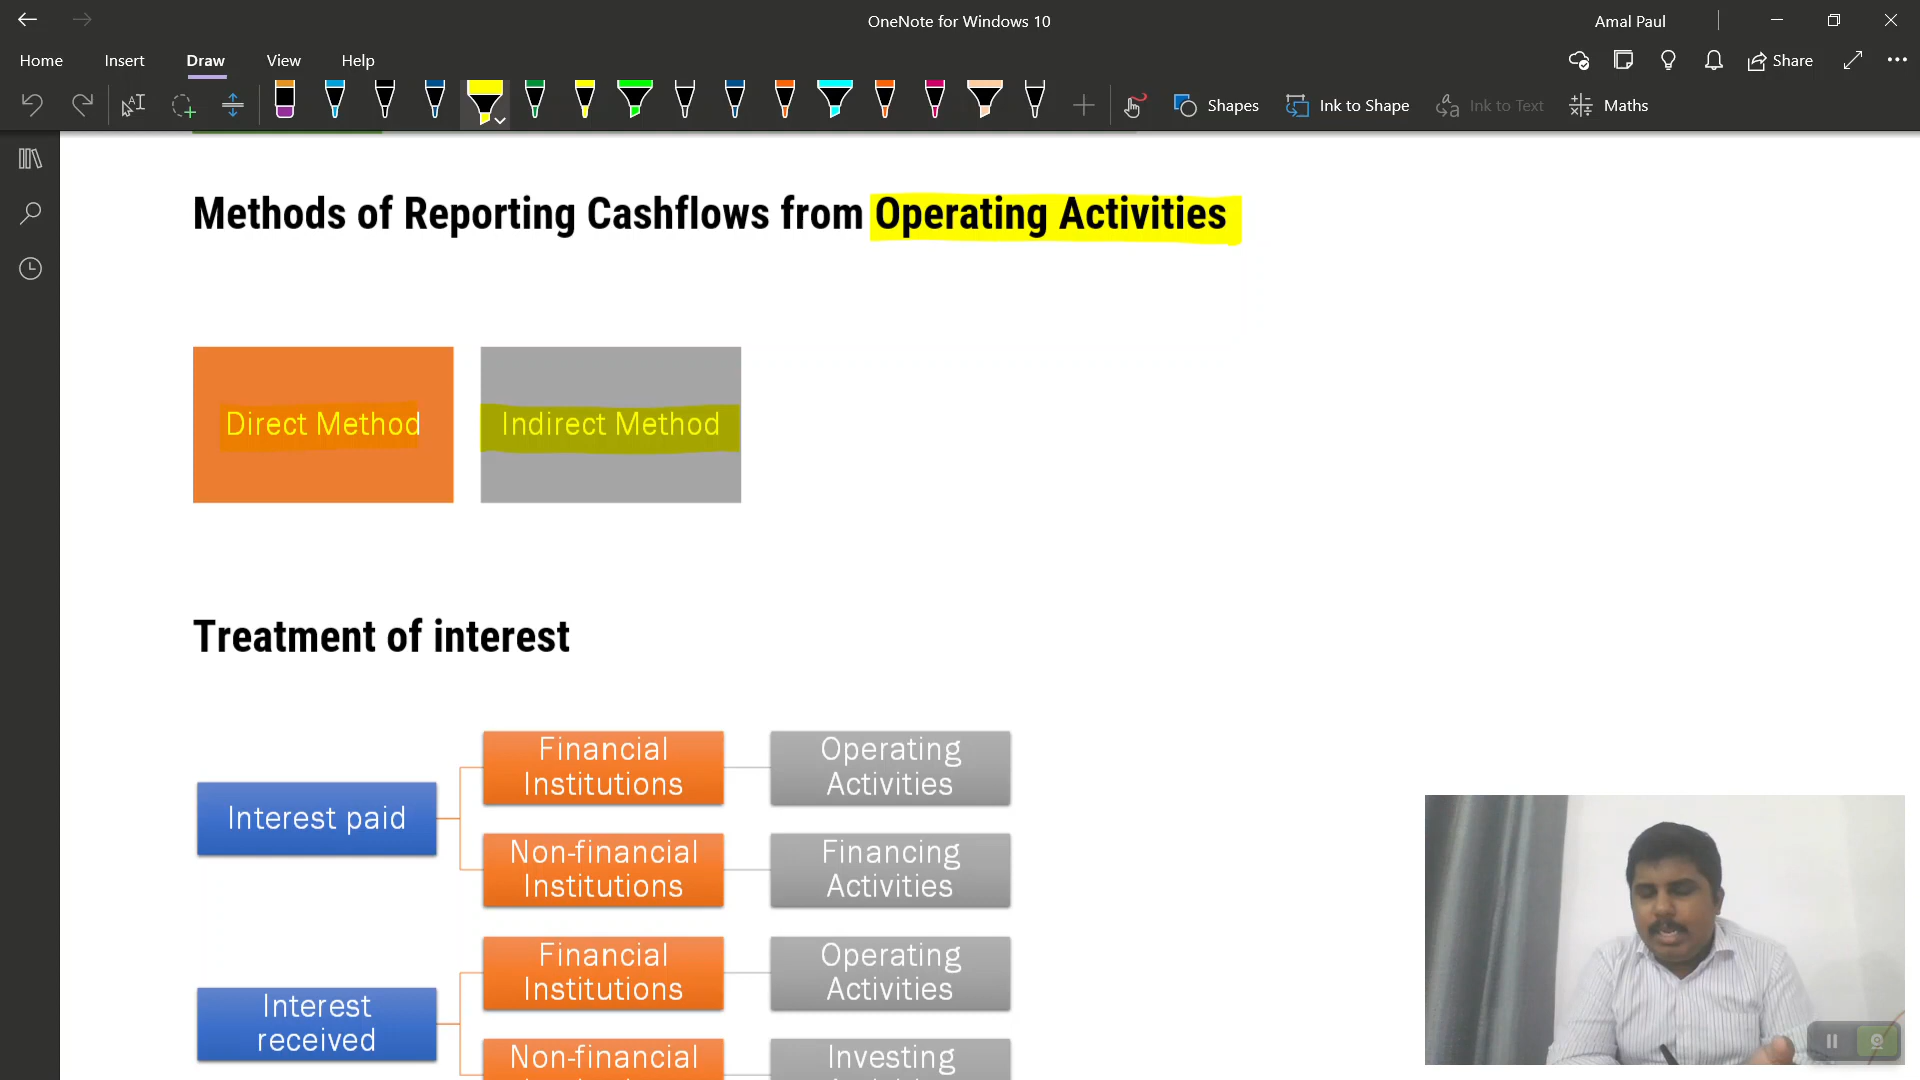 OneNote for Windows 10
Amal Paul
Home
Insert
Draw
View
Help
Share
Shapes
Ink to Shape
Ink to Text
Maths
Methods of Reporting Cashflows from Operating Activities
Direct Method
Indirect Method
Treatment of interest
Interest paid
Financial
Institutions
Operating
Activities
Non-financial
Institutions
Financing
Activities
Interest
received
Financial
Institutions
Operating
Activities
Non-financial
Investing